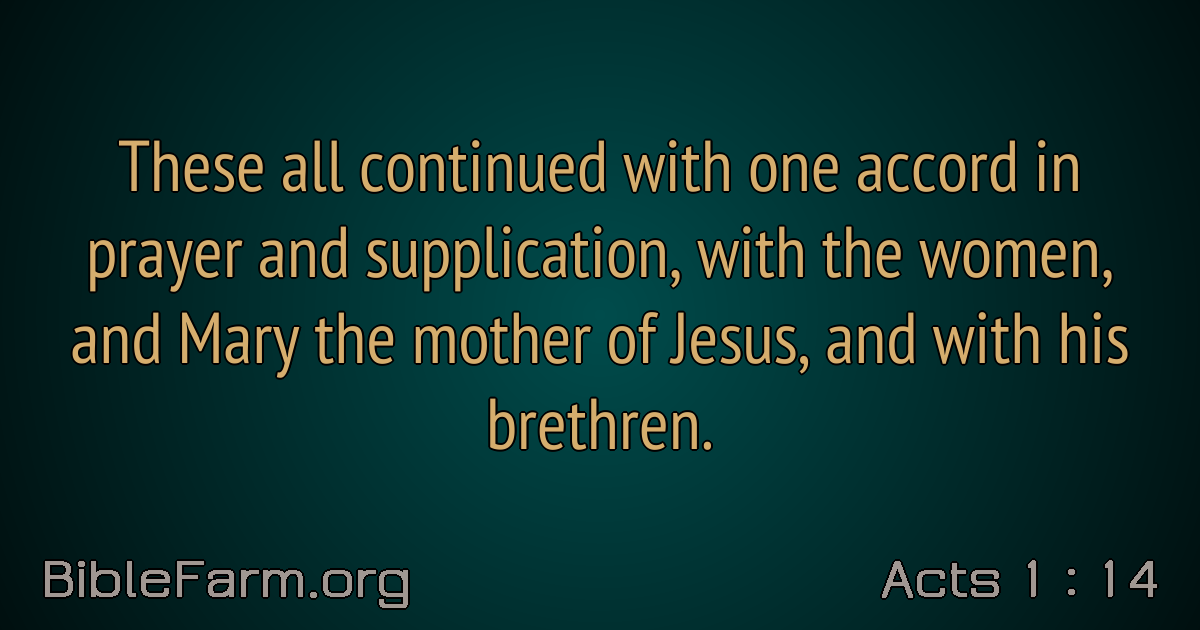 These all continued with one accord in
prayer and supplication, with the women,
and Mary the mother of Jesus, and with his
brethren.
BibleFarm.org
Acts 1 : 14